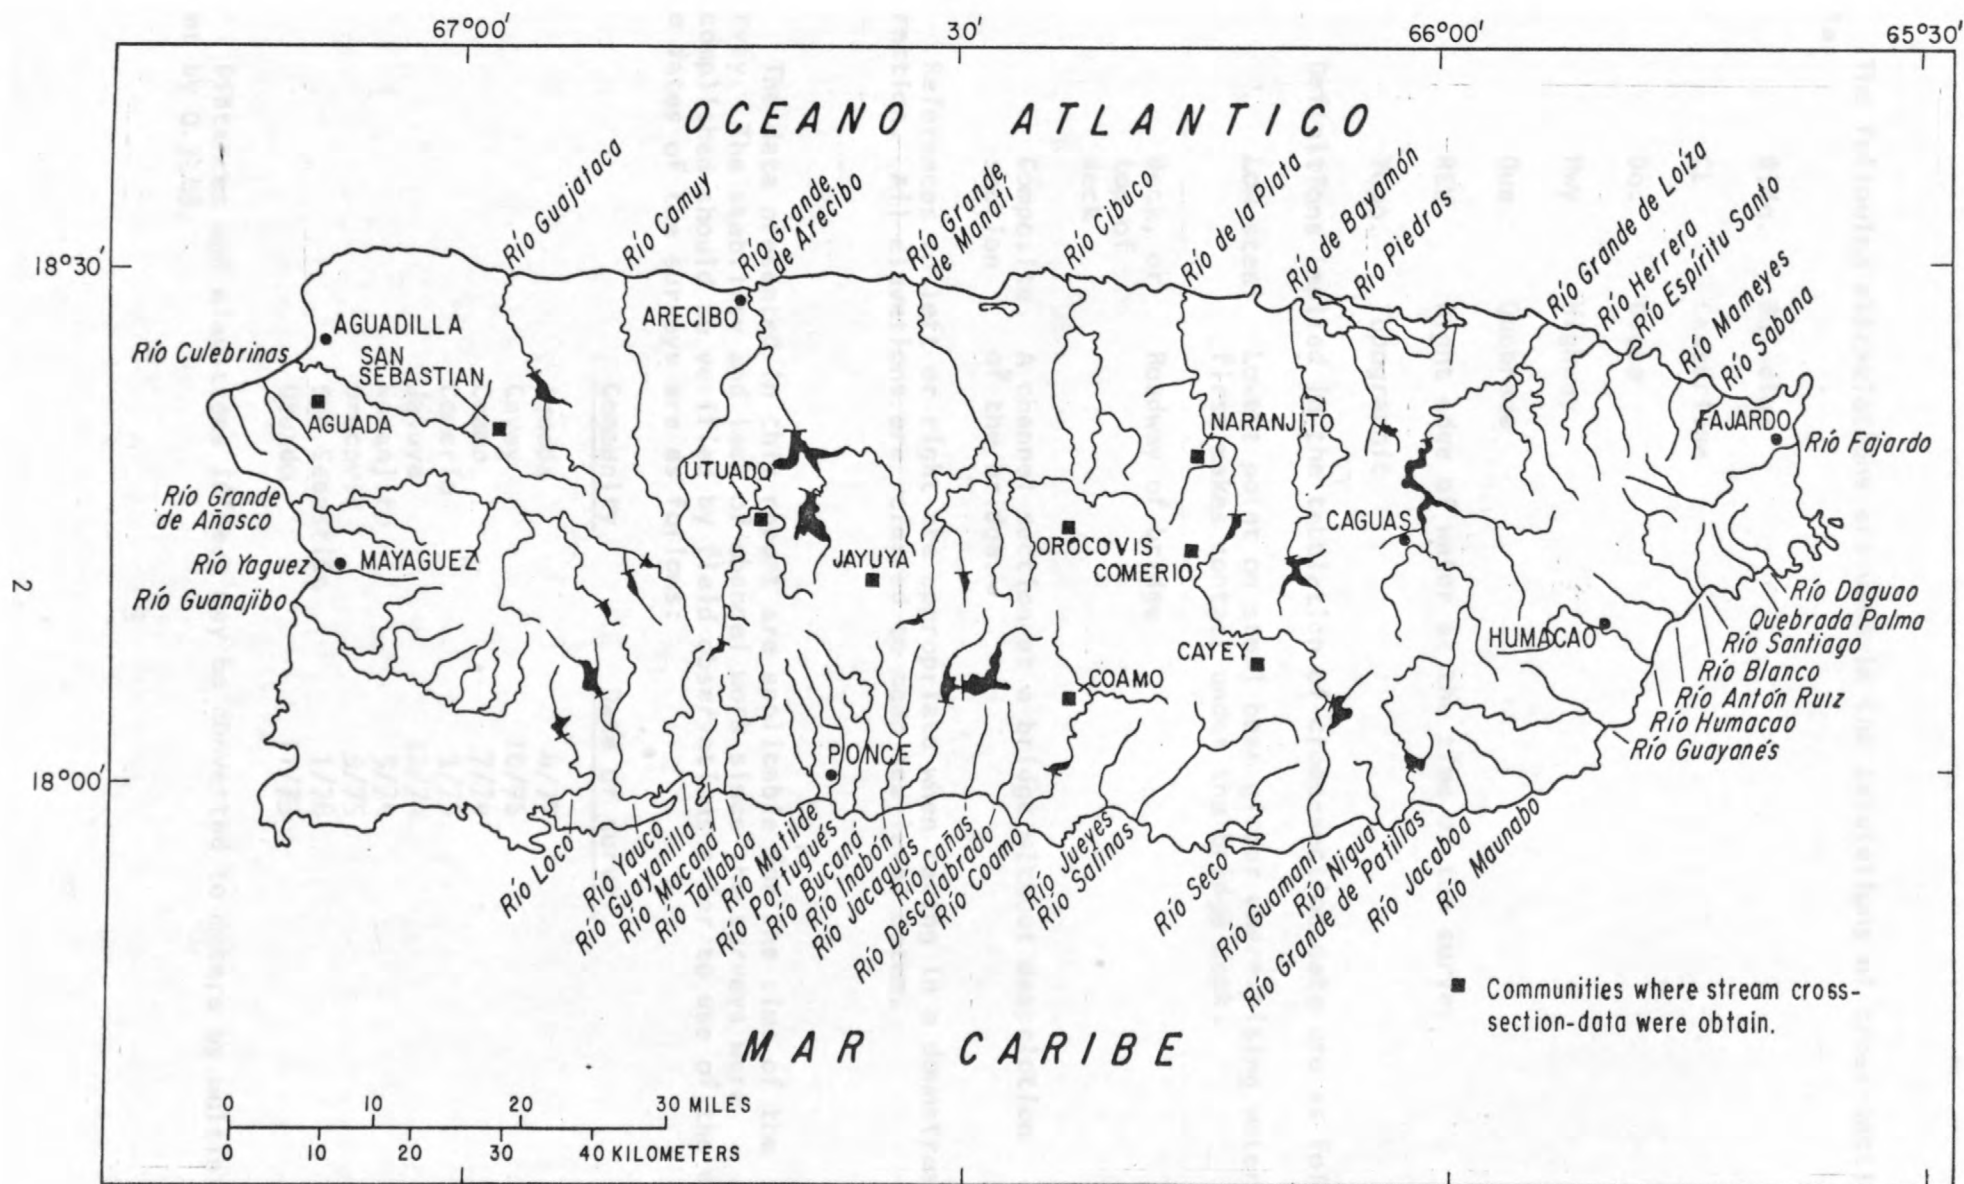 67°00′
30′
66°00′
65°30′
OCEANO ATLANTICO
Río Guajataca
Río Camuy
Río Grande
de Arecibo
Río Grande
de Manatí
Río Cibuco
Río de la Plata
Río de Bayamón
Río Piedras
Río Grande de Loíza
Río Herrera
Río Espíritu Santo
Río Mameyes
Río Sabana
18°30′
AGUADILLA
ARECIBO
Río Culebrinas
SAN
SEBASTIAN
AGUADA
NARANJITO
FAJARDO
Río Fajardo
UTUADO
Río Grande
de Añasco
CAGUAS
MAYAGUEZ
JAYUYA
OROCOVIS
COMERIO
Río Yaguez
Río Guanajibo
2
Río Daguao
Quebrada Palma
Río Santiago
Río Blanco
Río Antón Ruiz
Río Humacao
Río Guayanés
HUMACAO
CAYEY
COAMO
PONCE
18°00′
Río Loco
Río Yauco
Río Guayanilla
Río Macaná
Río Tallaboa
Río Matilde
Río Portugués
Río Bucaná
Río Inabón
Río Jacaguas
Río Cañas
Río Descalabrado
Río Coamo
Río Jueyes
Río Salinas
Río Seco
Río Guamaní
Río Nigua
Río Grande de Patillas
Río Jacaboa
Río Maunabo
Communities where stream cross-
section-data were obtain.
MAR CARIBE
0 10 20 30 MILES
0 10 20 30 40 KILOMETERS